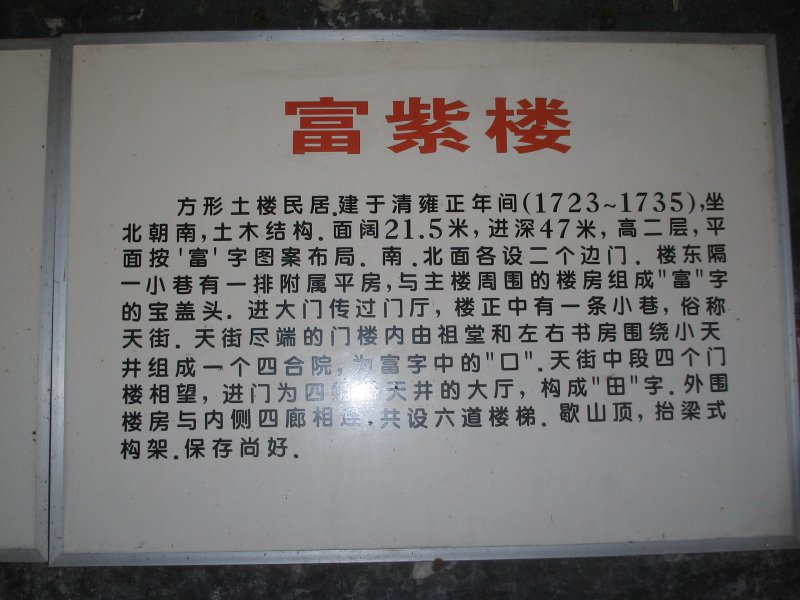 富紫楼
方形土楼民居.建于清雍正年间(1723~1735),坐
北朝南,土木结构.面阔21.5米,进深47米,高二层,平
面按'富'字图案布局.南.北面各设二个边门.楼东隔
一小巷有一排附属平房,与主楼周围的楼房组成"富"字
的宝盖头.进大门传过门厅,楼正中有一条小巷,俗称
天街.天街尽端的门楼内由祖堂和左右书房围绕小天
井组成一个四合院,为富字中的"口".天街中段四个门
楼相望,进门为四天井的大厅,构成"田"字.外围
楼房与内侧四廊相连.共设六道楼梯.歇山顶,抬梁式
构架.保存尚好.